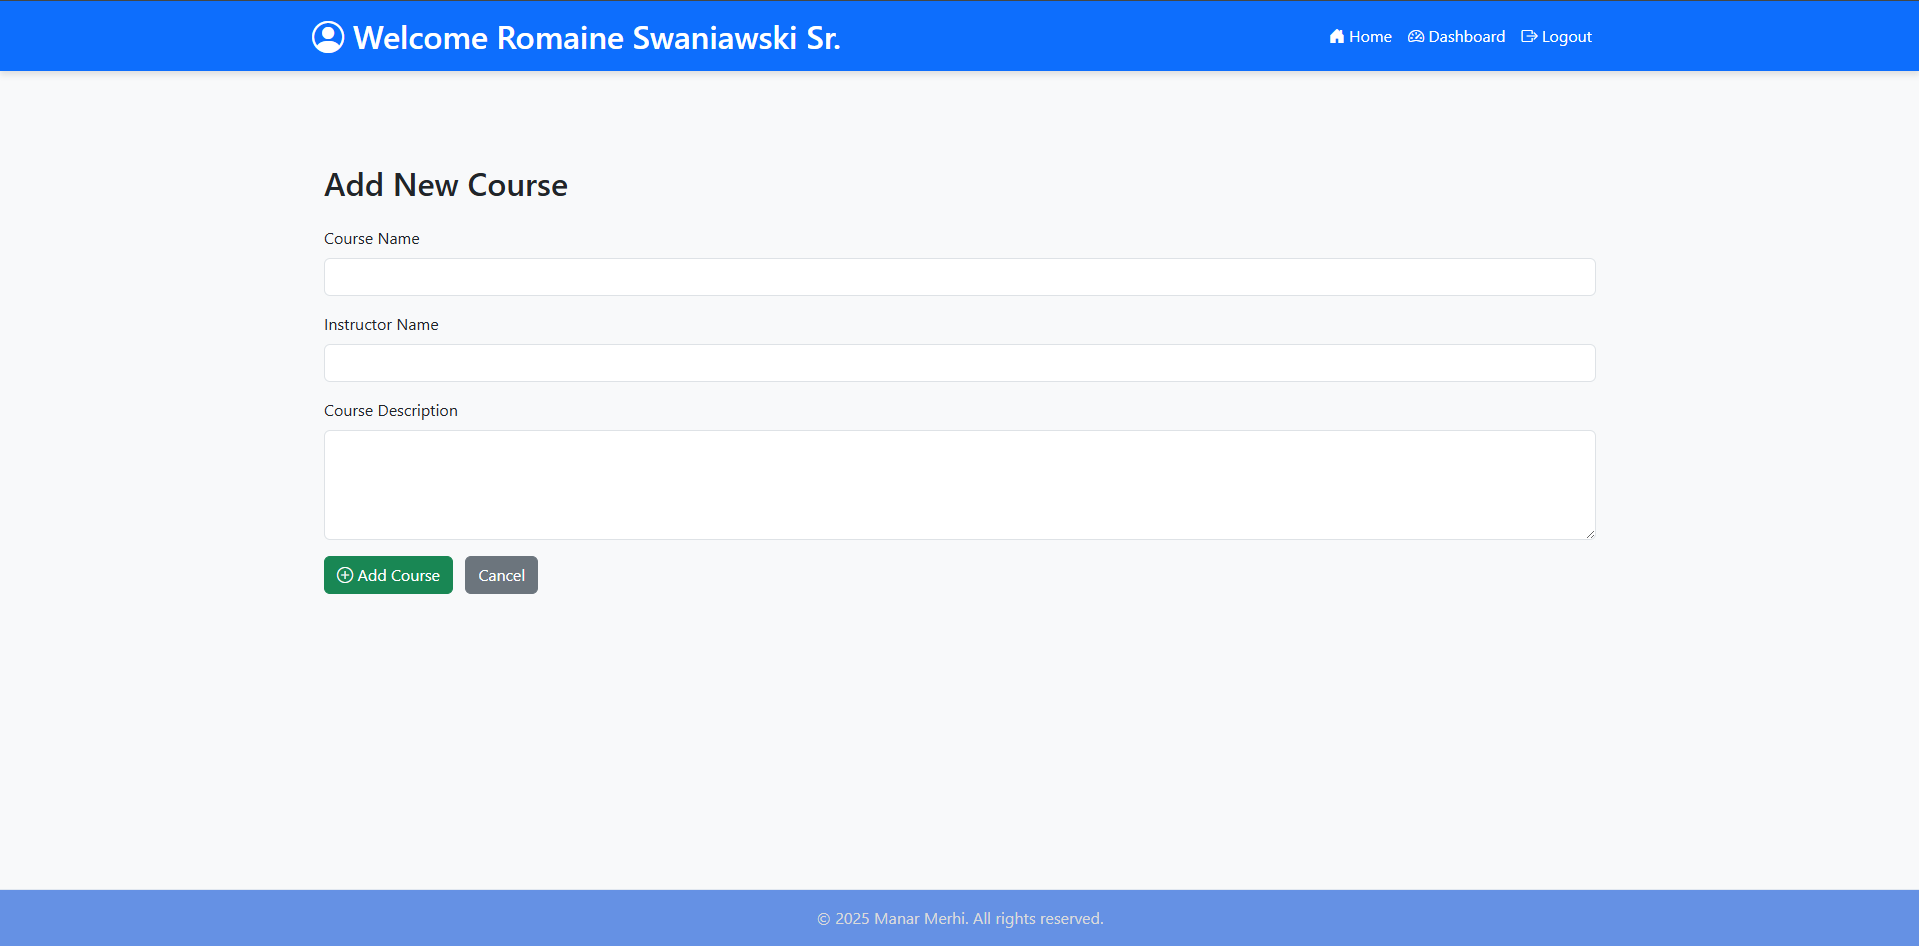 Welcome Romaine Swaniawski Sr.
Home Dashboard Logout
Add New Course
Course Name
Instructor Name
Course Description
Add Course Cancel
© 2025 Manar Merhi. All rights reserved.